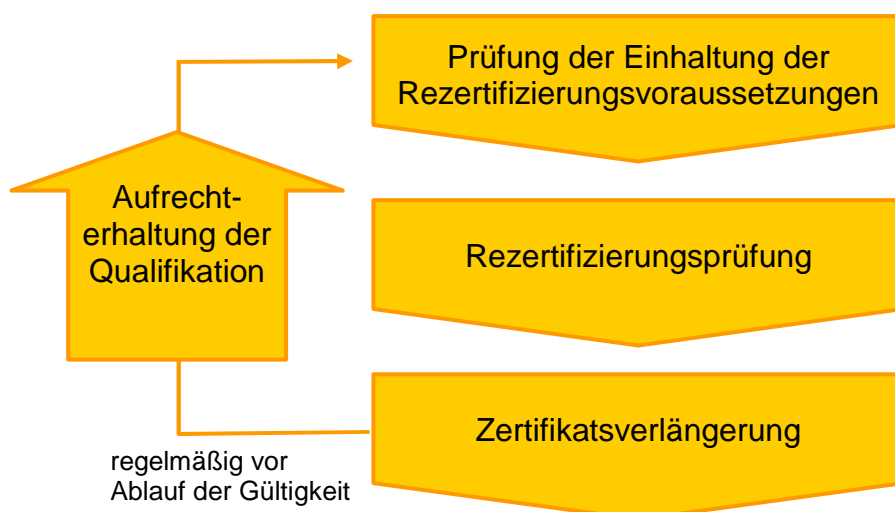 Prüfung der Einhaltung der
Rezertifizierungsvoraussetzungen
Aufrecht-
erhaltung der
Qualifikation
Rezertifizierungsprüfung
Zertifikatsverlängerung
regelmäßig vor
Ablauf der Gültigkeit